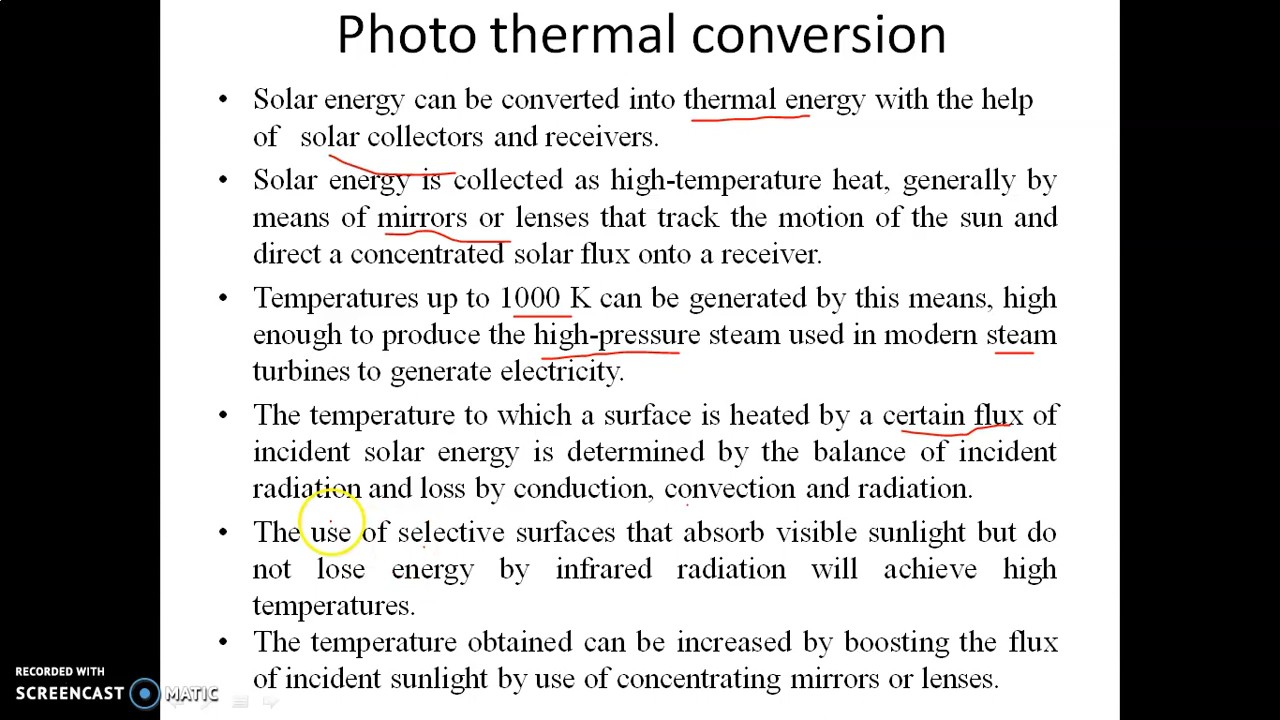 Photo thermal conversion
• Solar energy can be converted into thermal energy with the help
of solar collectors and receivers.
• Solar energy is collected as high-temperature heat, generally by
means of mirrors or lenses that track the motion of the sun and
direct a concentrated solar flux onto a receiver.
• Temperatures up to 1000 K can be generated by this means, high
enough to produce the high-pressure steam used in modern steam
turbines to generate electricity.
• The temperature to which a surface is heated by a certain flux of
incident solar energy is determined by the balance of incident
radiation and loss by conduction, convection and radiation.
• The use of selective surfaces that absorb visible sunlight but do
not lose energy by infrared radiation will achieve high
temperatures.
• The temperature obtained can be increased by boosting the flux
of incident sunlight by use of concentrating mirrors or lenses.
RECORDED WITH
SCREENCAST MATIC